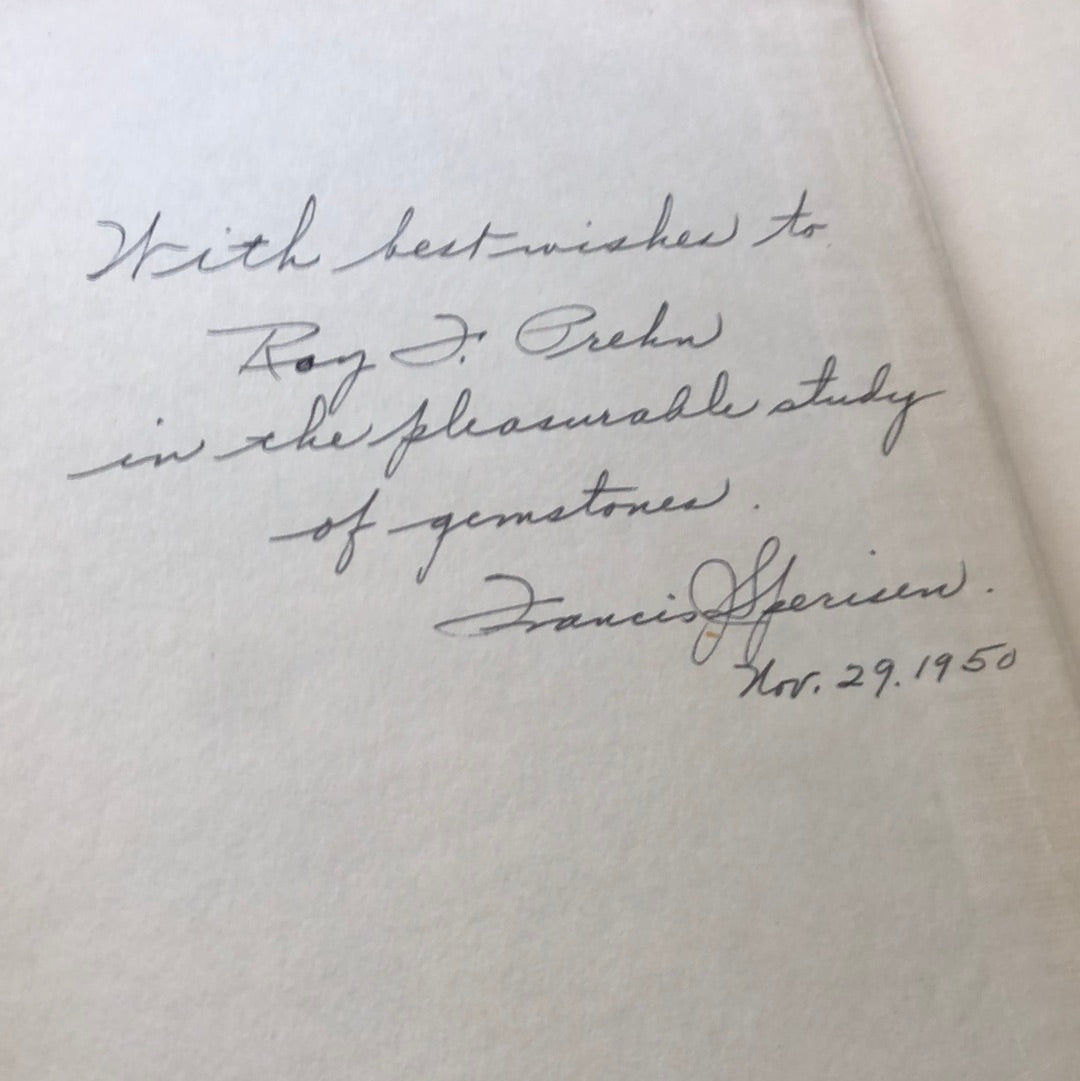 With best wishes to
Roy F. Prehn
in the pleasurable study
of gemstones.
Francis J Sperisen.
Nov. 29. 1950